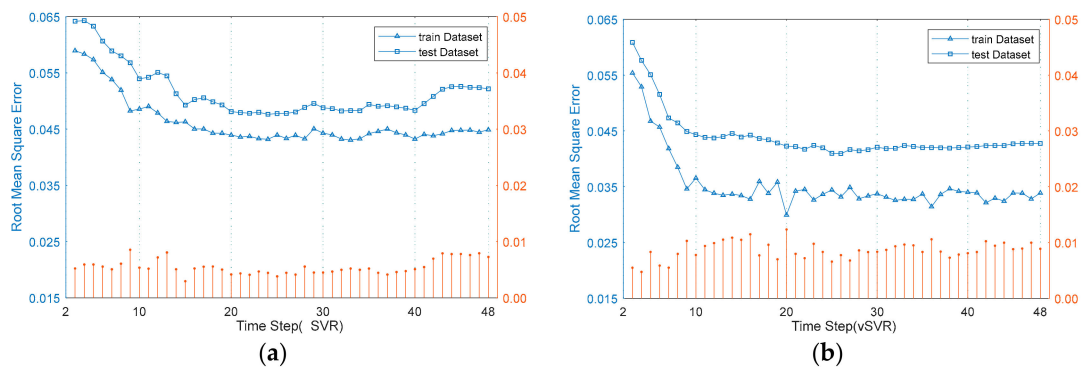 0.065
0.055
0.045
0.035
0.025
0.015
Root Mean Square Error
train Dataset
test Dataset
0.05
0.04
0.03
0.02
0.01
0.00
2 10 20 30 40 48
Time Step( SVR)
(a)
0.065
0.055
0.045
0.035
0.025
0.015
Root Mean Square Error
train Dataset
test Dataset
0.05
0.04
0.03
0.02
0.01
0.00
2 10 20 30 40 48
Time Step(vSVR)
(b)